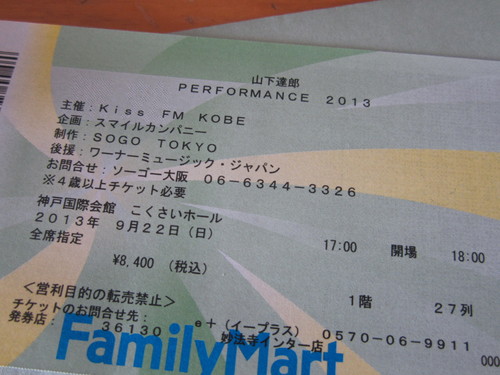 山下達郎
PERFORMANCE 2013
主催：Kiss FM KOBE
企画：スマイルカンパニー
制作：SOGO TOKYO
後援：ワーナーミュージック・ジャパン
お問合せ：ソーゴー大阪 06-6344-3326
※4歳以上チケット必要
神戸国際会館 こくさいホール
2013年 9月22日（日） 17:00 開場 18:00
全席指定
¥8,400（税込） 1階 27列
＜営利目的の転売禁止＞
チケットのお問合せ先： e+（イープラス） 0570-06-9911
発券店： 36130 妙法寺インター店
FamilyMart
000